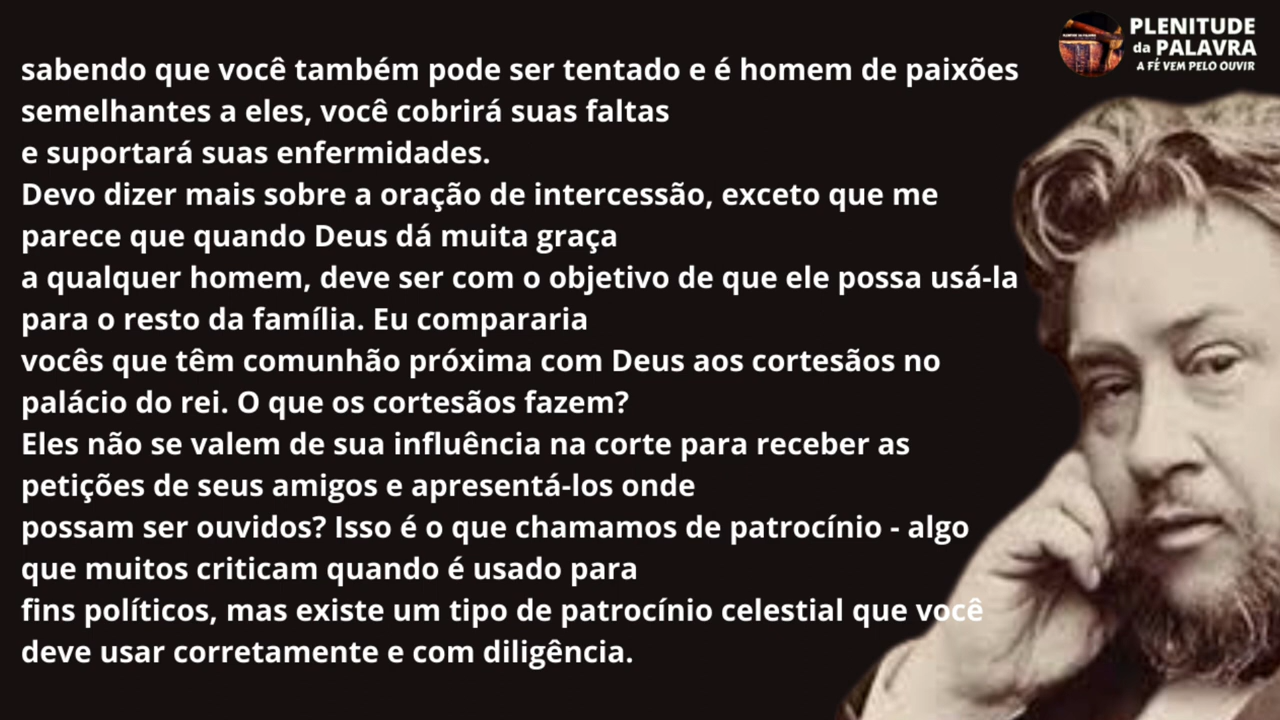 PLENITUDE
da PALAVRA
A FÉ VEM PELO OUVIR
sabendo que você também pode ser tentado e é homem de paixões
semelhantes a eles, você cobrirá suas faltas
e suportará suas enfermidades.
Devo dizer mais sobre a oração de intercessão, exceto que me
parece que quando Deus dá muita graça
a qualquer homem, deve ser com o objetivo de que ele possa usá-la
para o resto da família. Eu compararia
vocês que têm comunhão próxima com Deus aos cortesãos no
palácio do rei. O que os cortesãos fazem?
Eles não se valem de sua influência na corte para receber as
petições de seus amigos e apresentá-los onde
possam ser ouvidos? Isso é o que chamamos de patrocínio - algo
que muitos criticam quando é usado para
fins políticos, mas existe um tipo de patrocínio celestial que você
deve usar corretamente e com diligência.